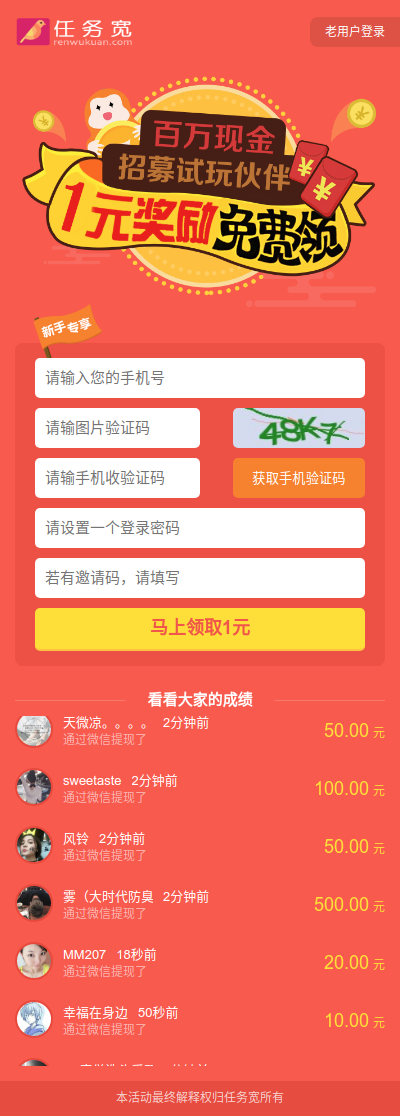 任务宽
renwukuan.com
老用户登录
百万现金
招募试玩伙伴
1元奖励免费领
新手专享
请输入您的手机号
请输图片验证码
48K7
请输手机收验证码
获取手机验证码
请设置一个登录密码
若有邀请码，请填写
马上领取1元
看看大家的成绩
天微凉。。。。 2分钟前
通过微信提现了
50.00 元
sweetaste 2分钟前
通过微信提现了
100.00 元
风铃 2分钟前
通过微信提现了
50.00 元
雾（大时代防臭 2分钟前
通过微信提现了
500.00 元
MM207 18秒前
通过微信提现了
20.00 元
幸福在身边 50秒前
通过微信提现了
10.00 元
本活动最终解释权归任务宽所有